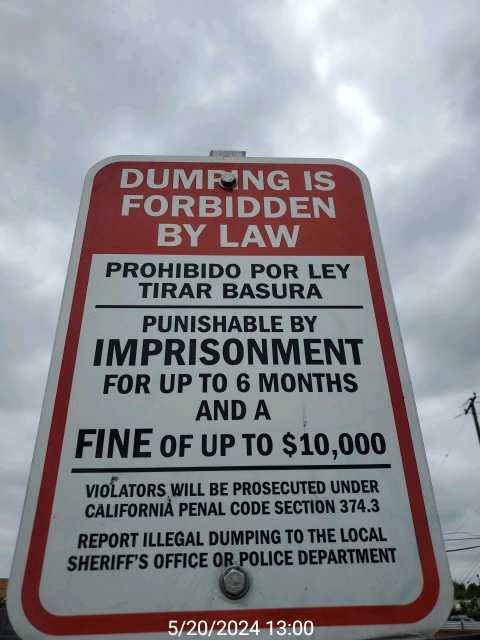 DUMPING IS
FORBIDDEN
BY LAW
PROHIBIDO POR LEY
TIRAR BASURA
PUNISHABLE BY
IMPRISONMENT
FOR UP TO 6 MONTHS
AND A
FINE OF UP TO $10,000
VIOLATORS WILL BE PROSECUTED UNDER
CALIFORNIA PENAL CODE SECTION 374.3
REPORT ILLEGAL DUMPING TO THE LOCAL
SHERIFF'S OFFICE OR POLICE DEPARTMENT
5/20/2024 13:00